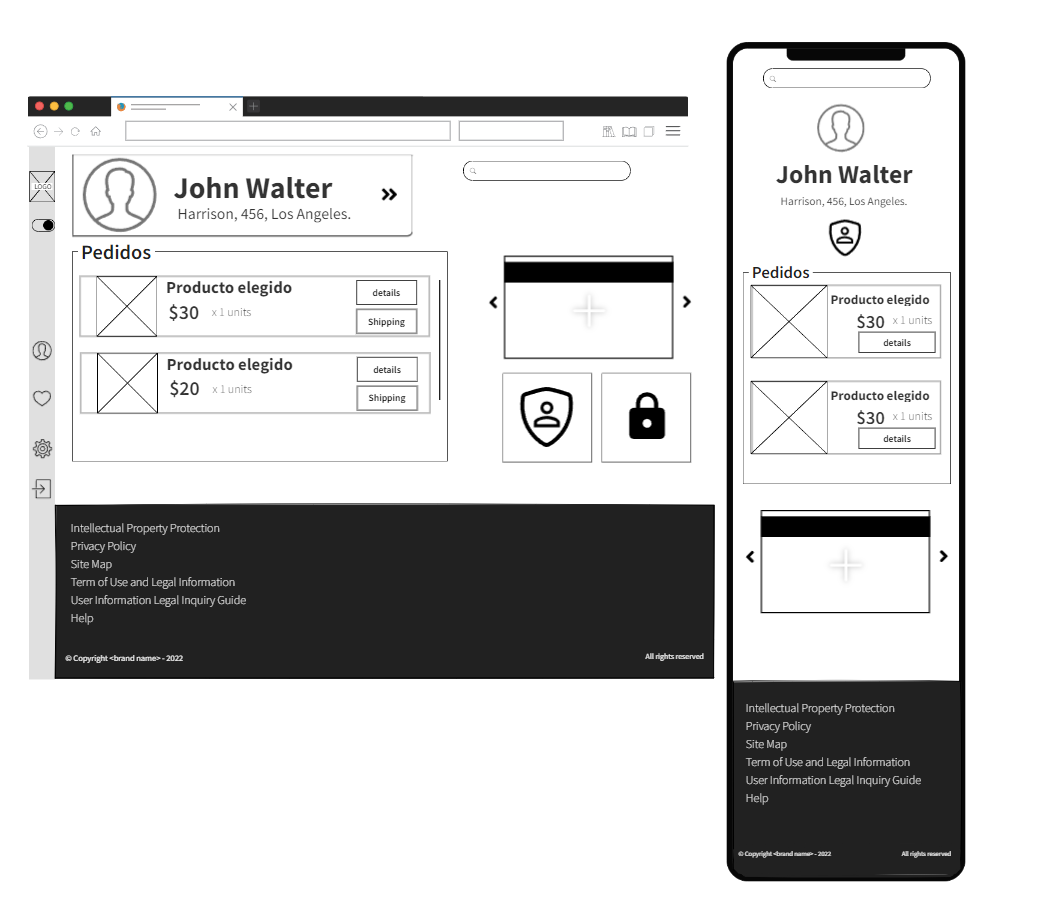 LOGO
John Walter
Harrison, 456, Los Angeles.
Pedidos
Producto elegido
$30 x 1 units
details
Shipping
Producto elegido
$20 x 1 units
details
Shipping
Intellectual Property Protection
Privacy Policy
Site Map
Term of Use and Legal Information
User Information Legal Inquiry Guide
Help
© Copyright <brand name> - 2022
All rights reserved
John Walter
Harrison, 456, Los Angeles.
Pedidos
Producto elegido
$30 x 1 units
details
Producto elegido
$30 x 1 units
details
Intellectual Property Protection
Privacy Policy
Site Map
Term of Use and Legal Information
User Information Legal Inquiry Guide
Help
© Copyright <brand name> - 2022
All rights reserved